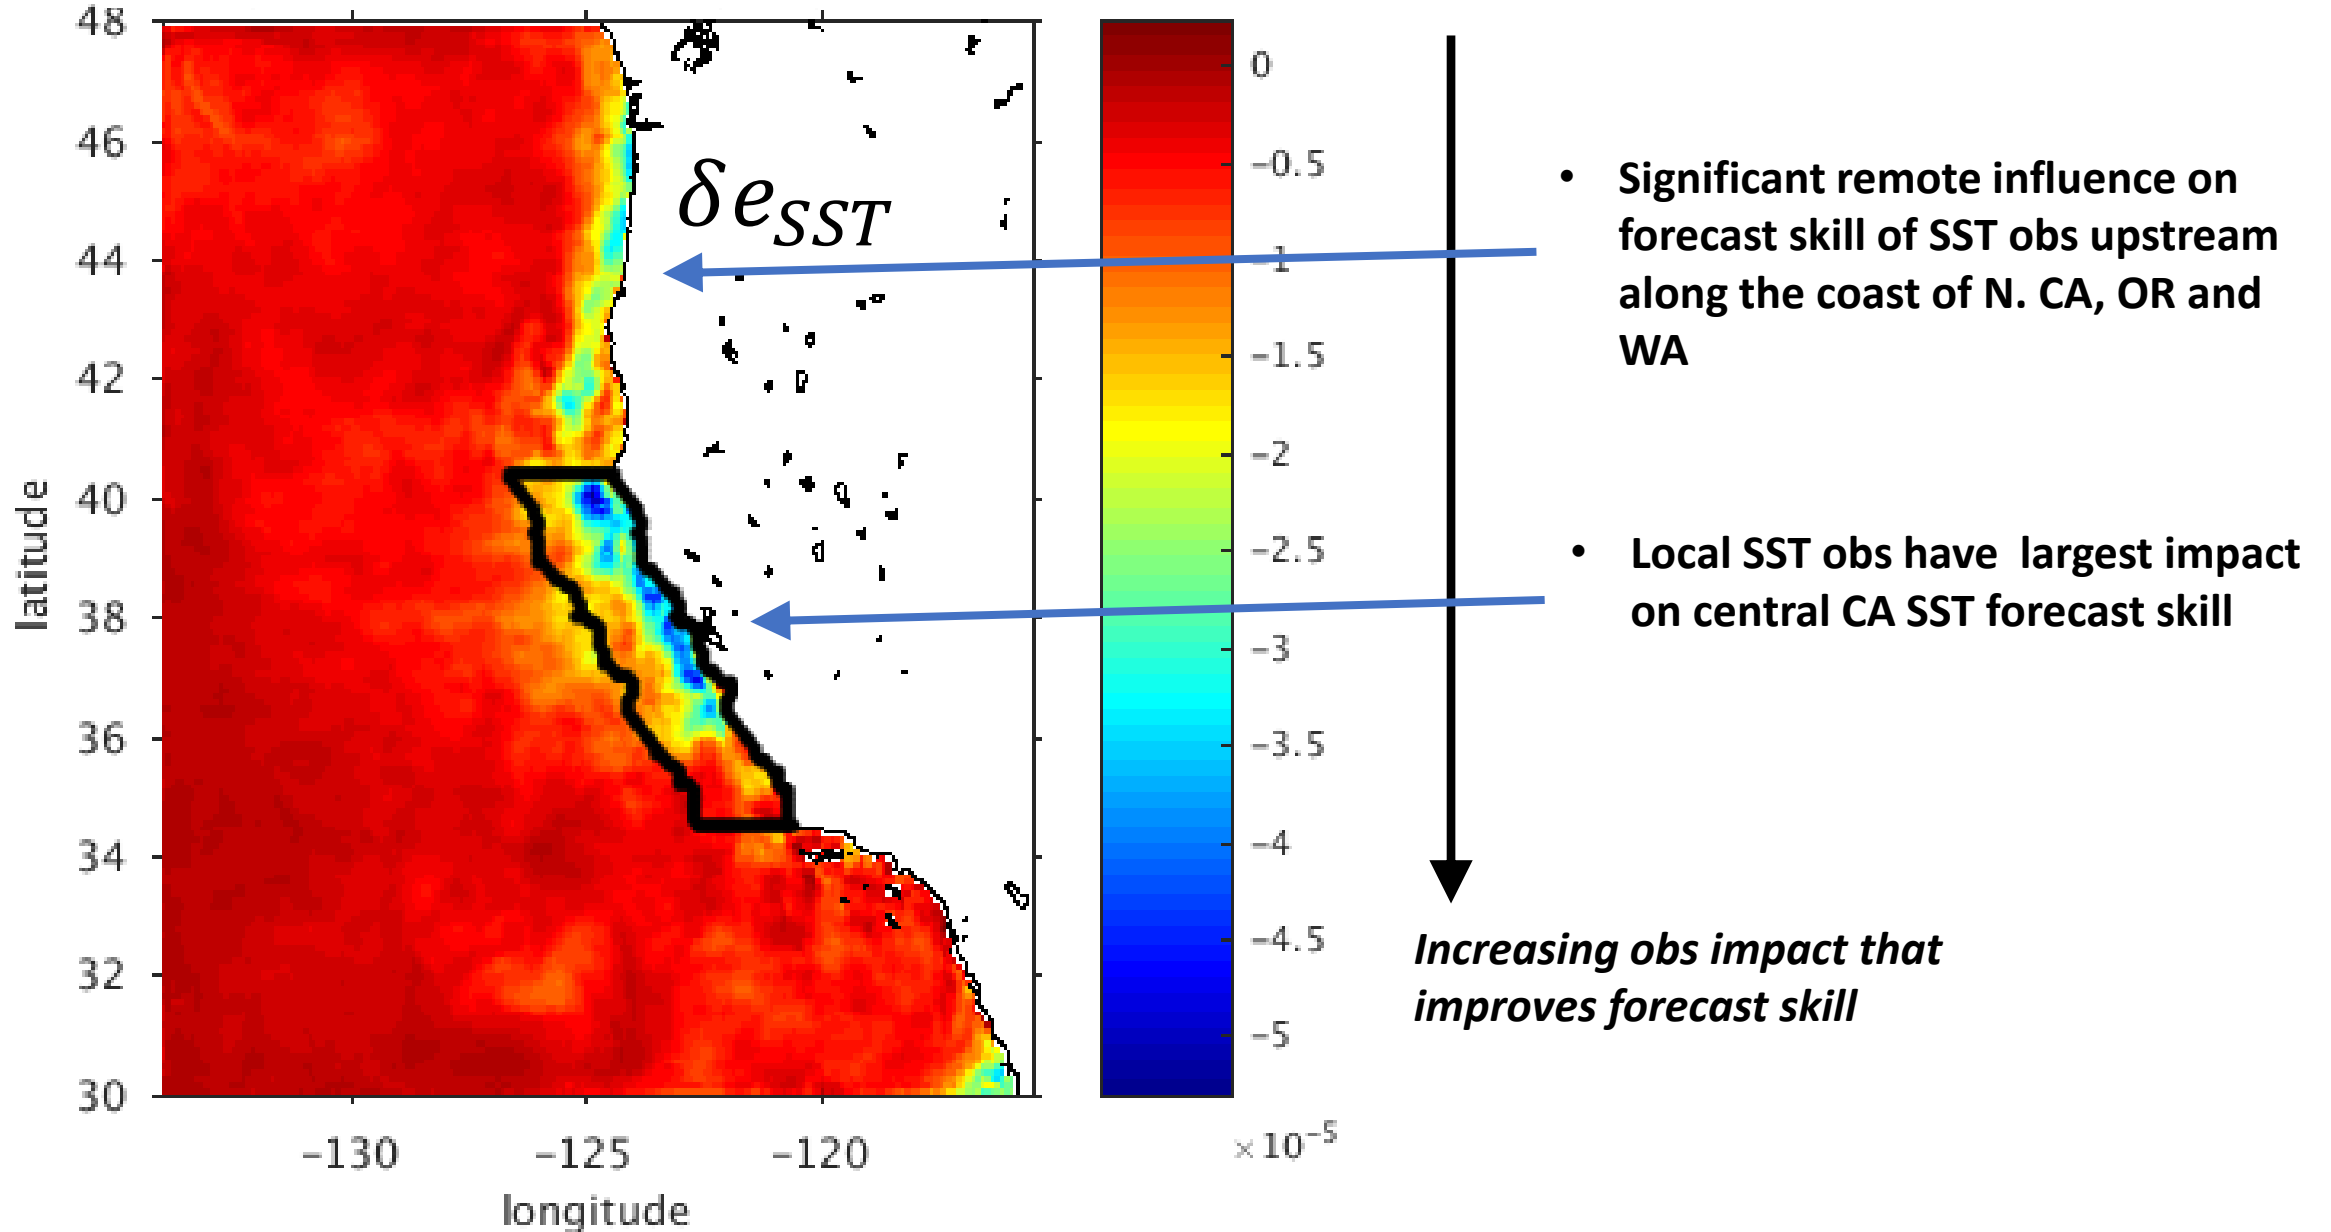 48
46
44
42
40
38
36
34
32
30
latitude
−130
−125
−120
longitude
δe_SST
0
−0.5
−1
−1.5
−2
−2.5
−3
−3.5
−4
−4.5
−5
×10⁻⁵
• Significant remote influence on
forecast skill of SST obs upstream
along the coast of N. CA, OR and
WA
• Local SST obs have largest impact
on central CA SST forecast skill
Increasing obs impact that
improves forecast skill